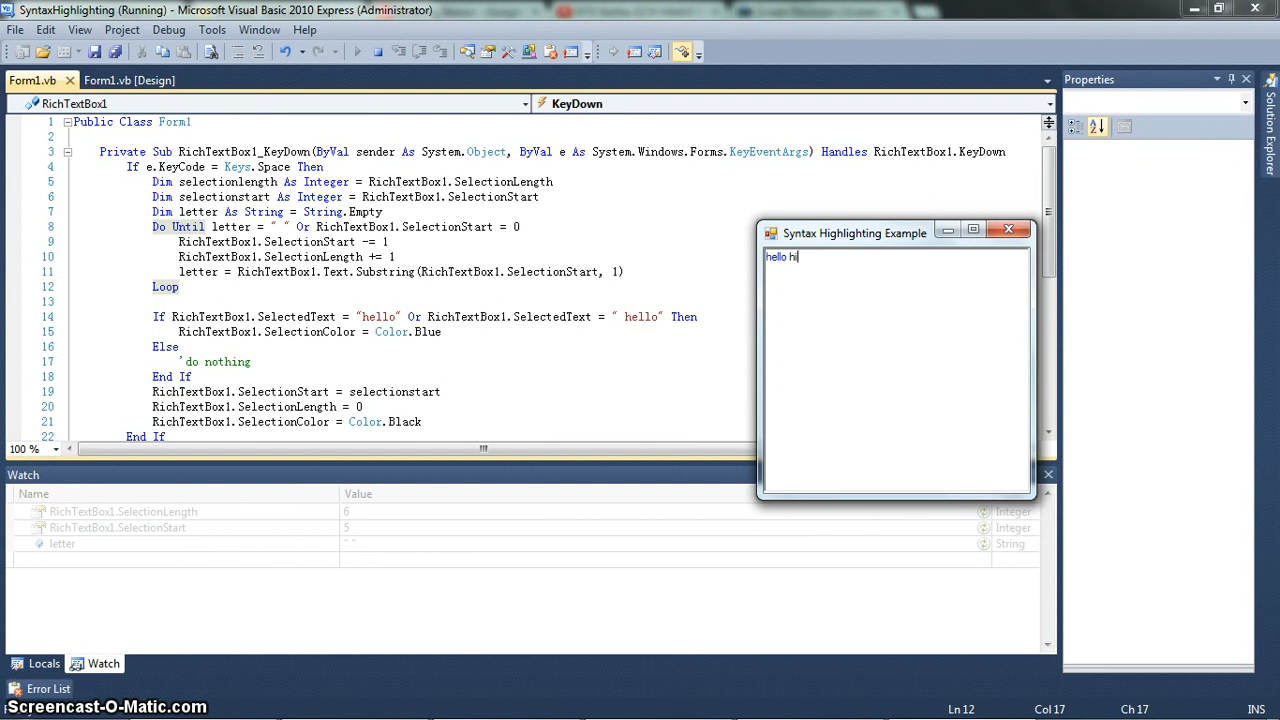 SyntaxHighlighting (Running) - Microsoft Visual Basic 2010 Express (Administrator)
File Edit View Project Debug Tools Window Help
Form1.vb Form1.vb [Design]
RichTextBox1 KeyDown
1 Public Class Form1
2
3 Private Sub RichTextBox1_KeyDown(ByVal sender As System.Object, ByVal e As System.Windows.Forms.KeyEventArgs) Handles RichTextBox1.KeyDown
4 If e.KeyCode = Keys.Space Then
5 Dim selectionlength As Integer = RichTextBox1.SelectionLength
6 Dim selectionstart As Integer = RichTextBox1.SelectionStart
7 Dim letter As String = String.Empty
8 Do Until letter = " " Or RichTextBox1.SelectionStart = 0
9 RichTextBox1.SelectionStart -= 1
10 RichTextBox1.SelectionLength += 1
11 letter = RichTextBox1.Text.Substring(RichTextBox1.SelectionStart, 1)
12 Loop
13
14 If RichTextBox1.SelectedText = "hello" Or RichTextBox1.SelectedText = " hello" Then
15 RichTextBox1.SelectionColor = Color.Blue
16 Else
17 'do nothing
18 End If
19 RichTextBox1.SelectionStart = selectionstart
20 RichTextBox1.SelectionLength = 0
21 RichTextBox1.SelectionColor = Color.Black
22 End If
100 %
Syntax Highlighting Example
hello hi
Properties
Solution Explorer
Watch
Name Value
RichTextBox1.SelectionLength 6 Integer
RichTextBox1.SelectionStart 5 Integer
letter " " String
Locals Watch
Error List
Ln 12 Col 17 Ch 17 INS
Screencast-O-Matic.com